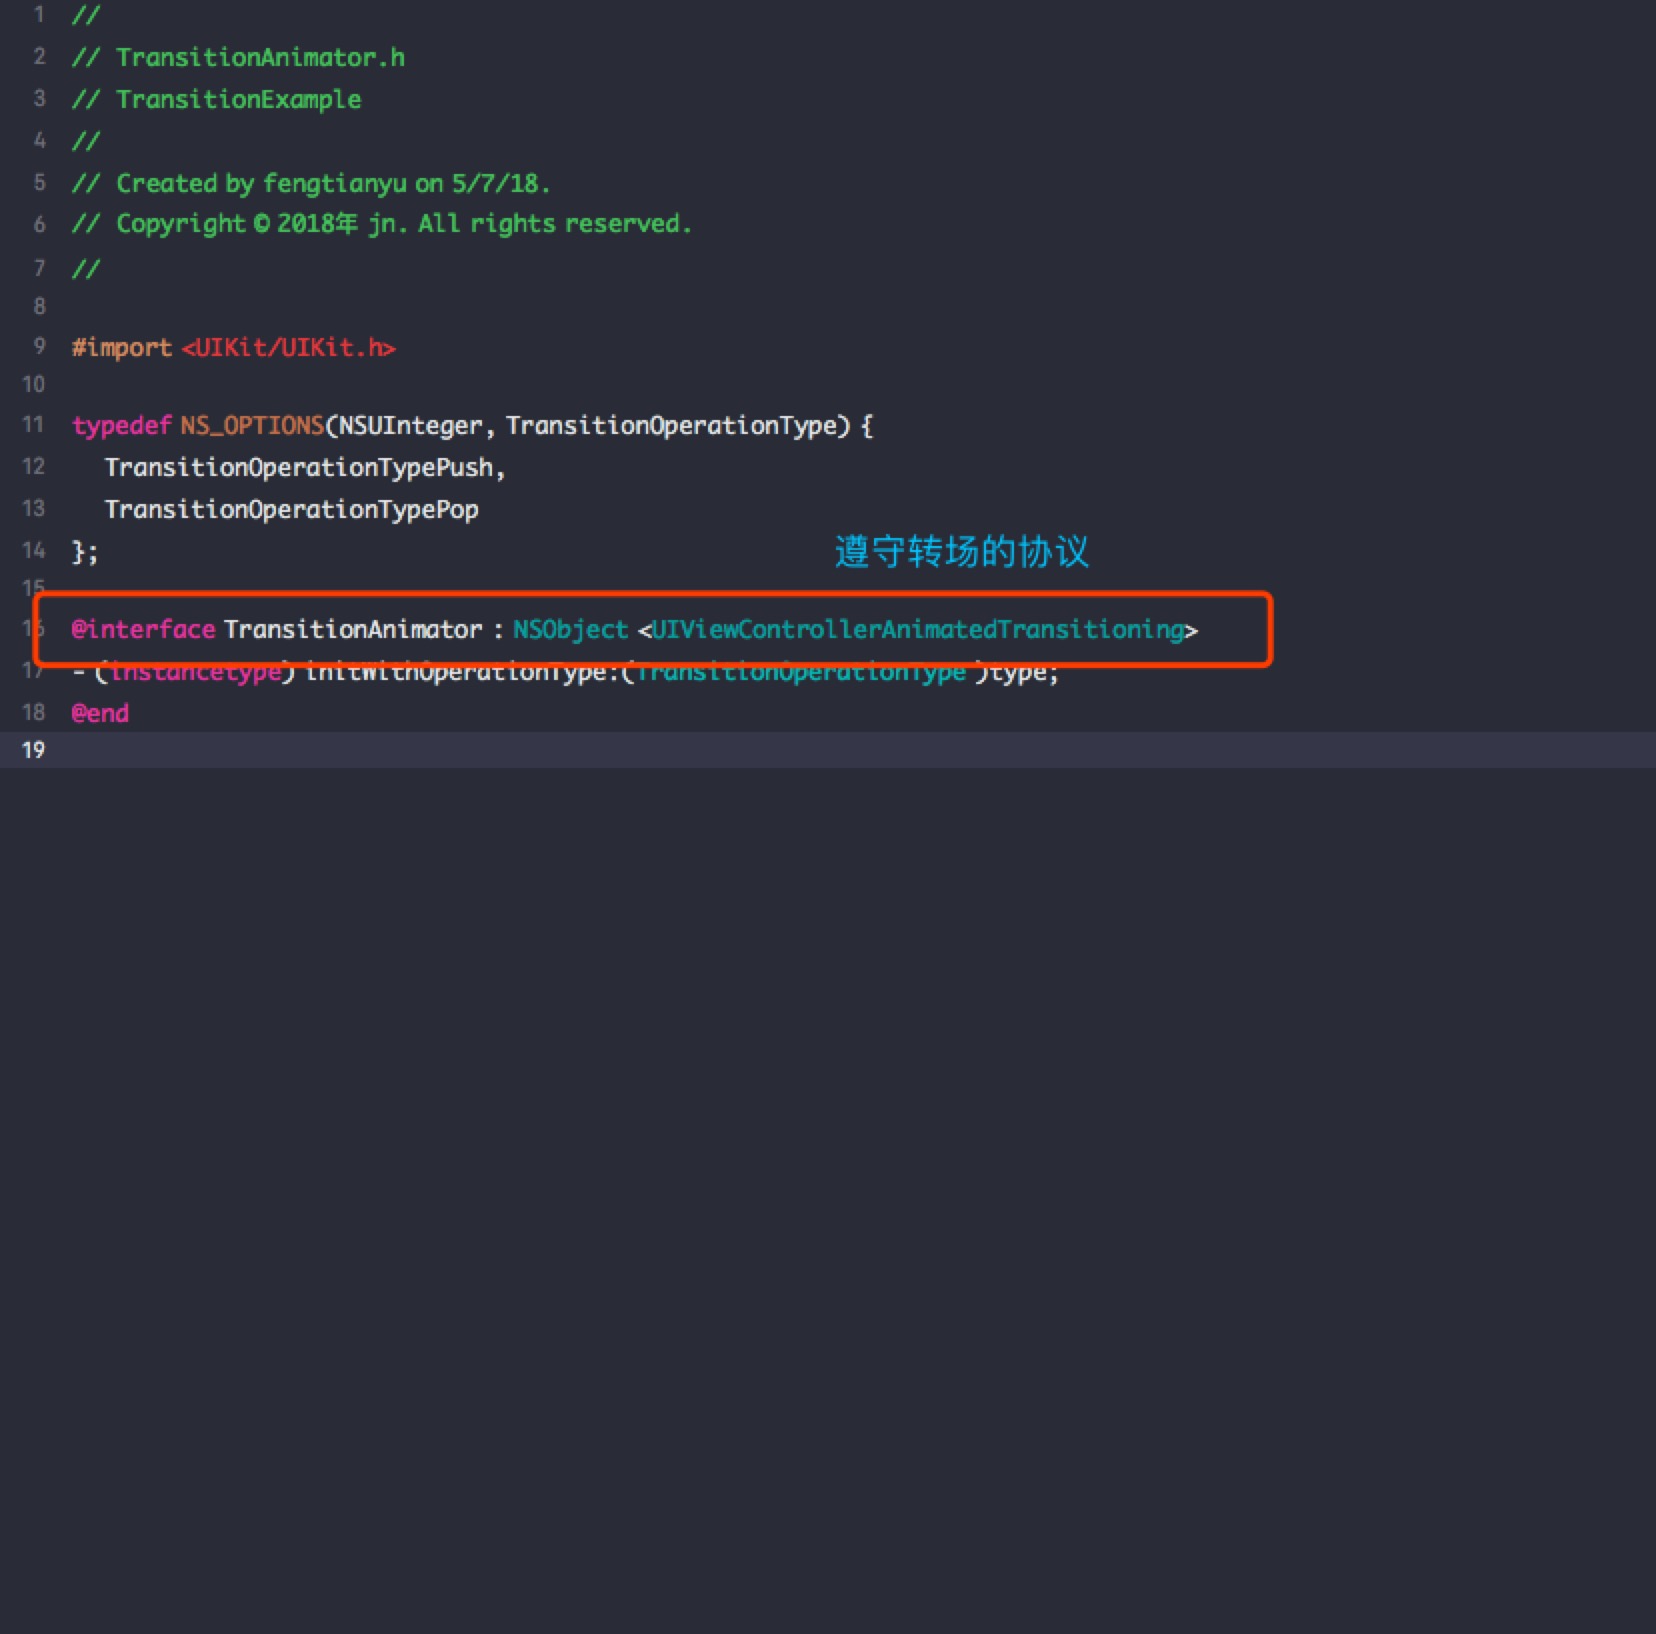 1 //
2 // TransitionAnimator.h
3 // TransitionExample
4 //
5 // Created by fengtianyu on 5/7/18.
6 // Copyright © 2018年 jn. All rights reserved.
7 //
8
9 #import <UIKit/UIKit.h>
10
11 typedef NS_OPTIONS(NSUInteger, TransitionOperationType) {
12 TransitionOperationTypePush,
13 TransitionOperationTypePop
14 };
遵守转场的协议
15
16 @interface TransitionAnimator : NSObject <UIViewControllerAnimatedTransitioning>
17 - (instancetype) initWithOperationType:(TransitionOperationType )type;
18 @end
19